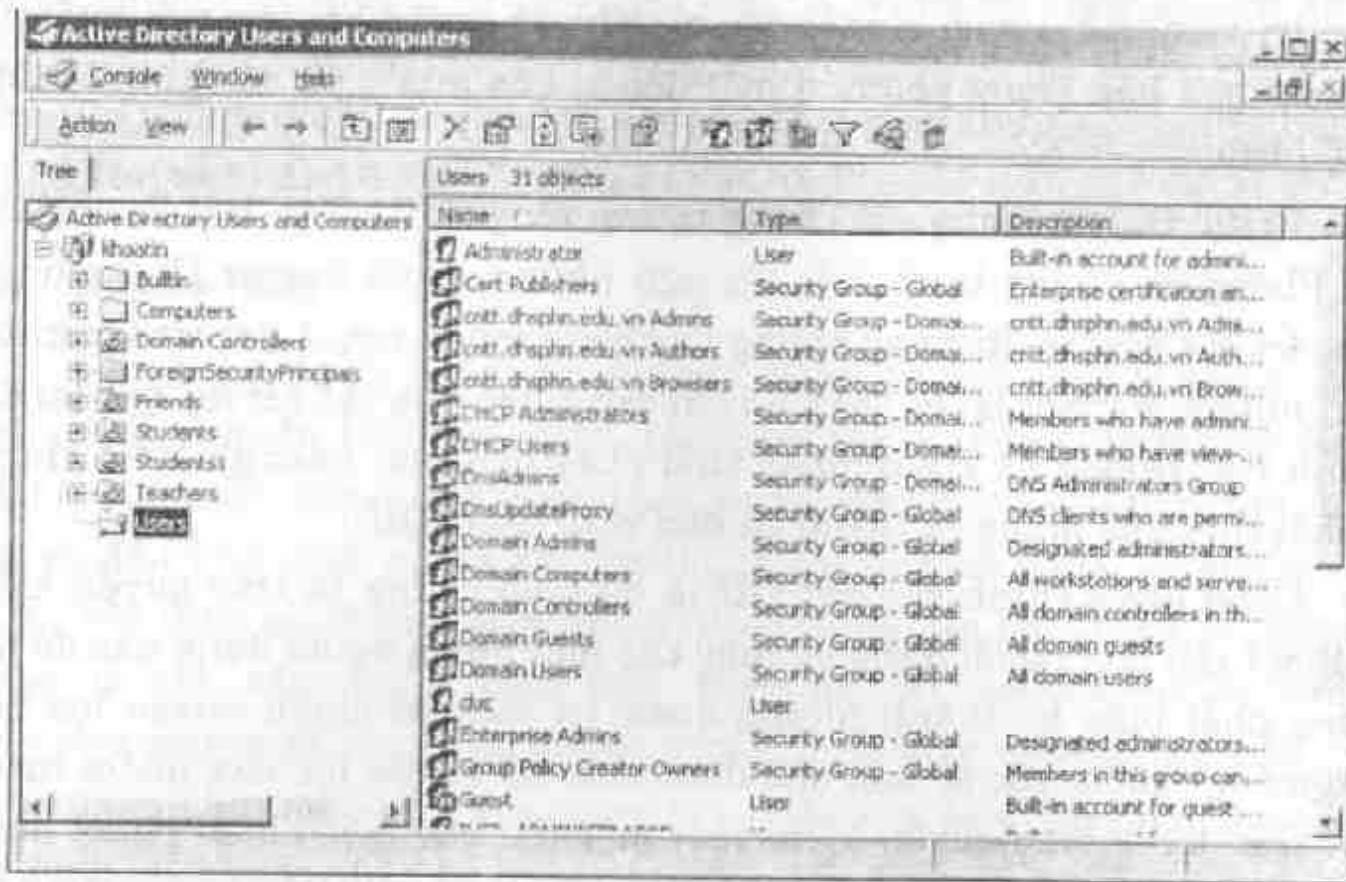 Active Directory Users and Computers
Console Window Help
Action View
Tree
Users 31 objects
Active Directory Users and Computers
khoatin
Builtin
Computers
Domain Controllers
ForeignSecurityPrincipals
Friends
Students
Studentss
Teachers
Users
Name Type Description
Administrator User Built-in account for admini...
Cert Publishers Security Group - Global Enterprise certification an...
cntt.dhsphn.edu.vn Admins Security Group - Domai... cntt.dhsphn.edu.vn Admi...
cntt.dhsphn.edu.vn Authors Security Group - Domai... cntt.dhsphn.edu.vn Auth...
cntt.dhsphn.edu.vn Browsers Security Group - Domai... cntt.dhsphn.edu.vn Brow...
DHCP Administrators Security Group - Domai... Members who have admini...
DHCP Users Security Group - Domai... Members who have view-...
DnsAdmins Security Group - Domai... DNS Administrators Group
DnsUpdateProxy Security Group - Global DNS clients who are permi...
Domain Admins Security Group - Global Designated administrators...
Domain Computers Security Group - Global All workstations and serve...
Domain Controllers Security Group - Global All domain controllers in th...
Domain Guests Security Group - Global All domain guests
Domain Users Security Group - Global All domain users
duc User
Enterprise Admins Security Group - Global Designated administrators...
Group Policy Creator Owners Security Group - Global Members in this group can...
Guest User Built-in account for guest ...